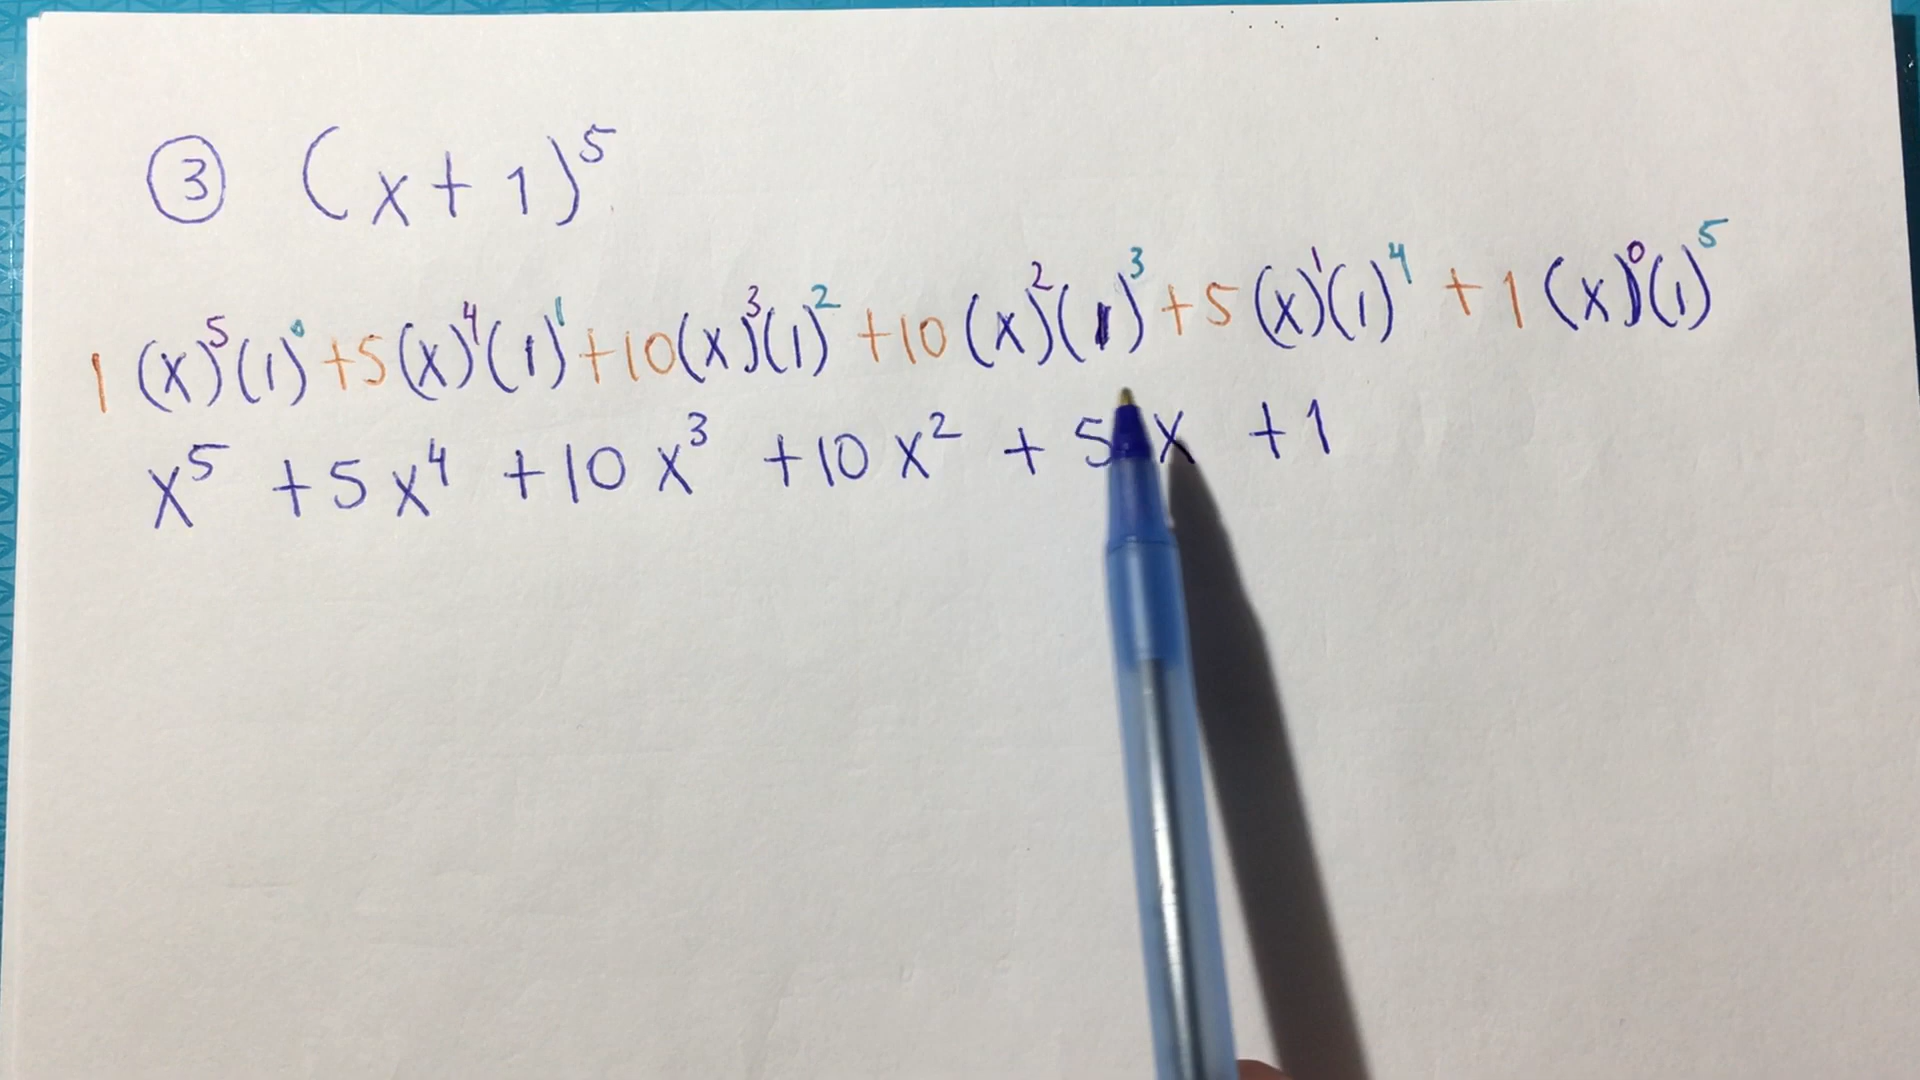 ③ (x+1)⁵
1(x)⁵(1)⁰+5(x)⁴(1)¹+10(x)³(1)²+10(x)²(1)³+5(x)¹(1)⁴+1(x)⁰(1)⁵
x⁵+5x⁴+10x³+10x²+5x+1